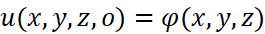 u(x, y, z, o) = φ(x, y, z)